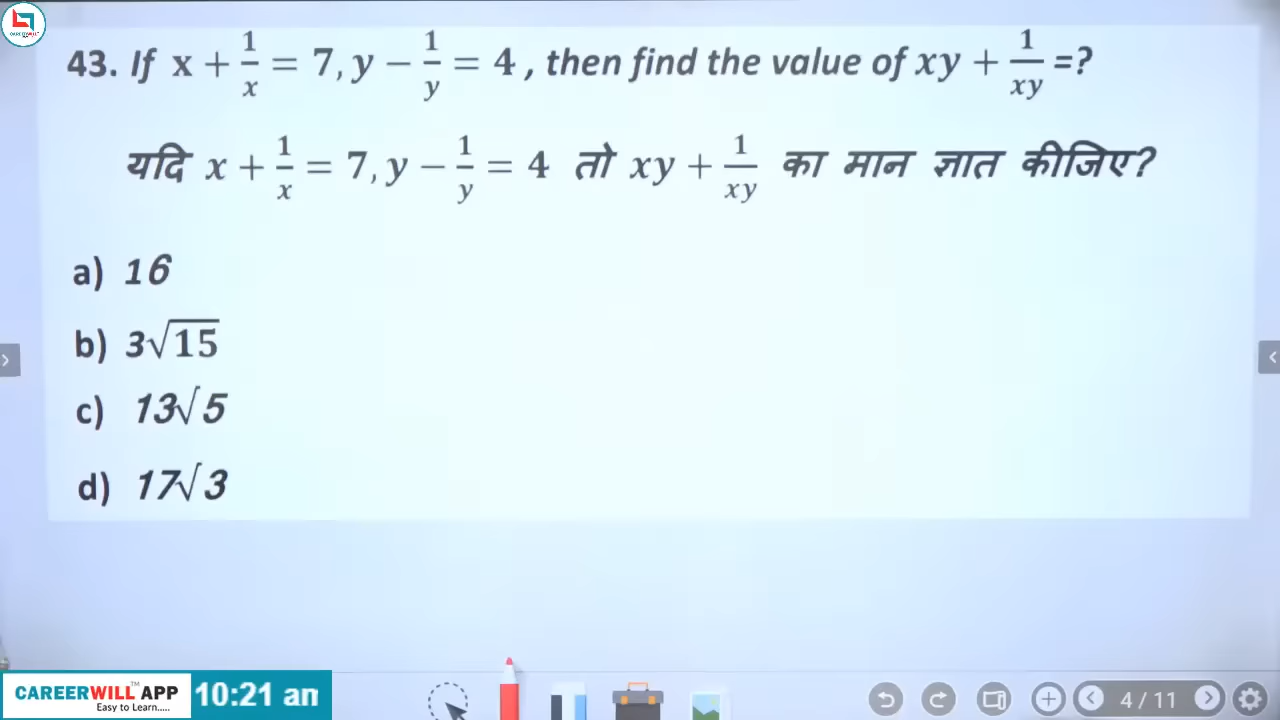 CAREERWILL
43. If x + 1/x = 7, y − 1/y = 4 , then find the value of xy + 1/xy =?
यदि x + 1/x = 7, y − 1/y = 4 तो xy + 1/xy का मान ज्ञात कीजिए?
a) 16
b) 3√15
c) 13√5
d) 17√3
CAREERWILL™ APP
Easy to Learn.....
10:21 an
4 / 11